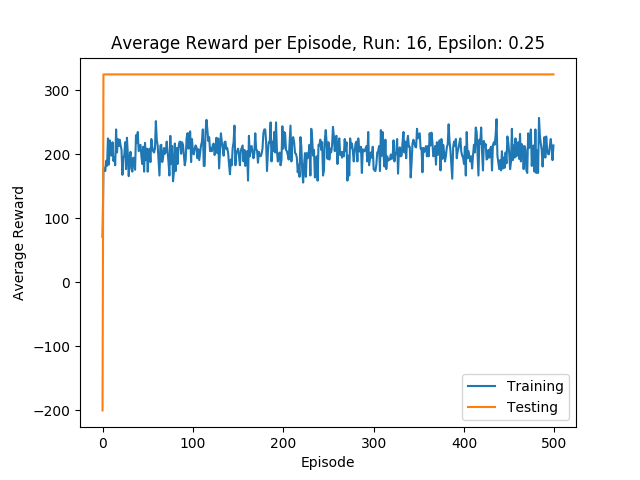 Average Reward per Episode, Run: 16, Epsilon: 0.25
Average Reward
300
200
100
0
−100
−200
0 100 200 300 400 500
Episode
Training
Testing